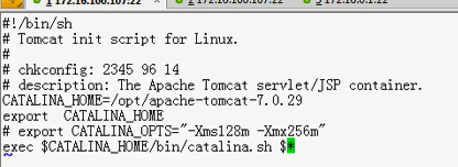 1 172.16.100.107:22 2 172.16.100.108:22 3 172.16.0.1:22
#!/bin/sh
# Tomcat init script for Linux.
#
# chkconfig: 2345 96 14
# description: The Apache Tomcat servlet/JSP container.
CATALINA_HOME=/opt/apache-tomcat-7.0.29
export  CATALINA_HOME
# export CATALINA_OPTS="-Xms128m -Xmx256m"
exec $CATALINA_HOME/bin/catalina.sh $*
~